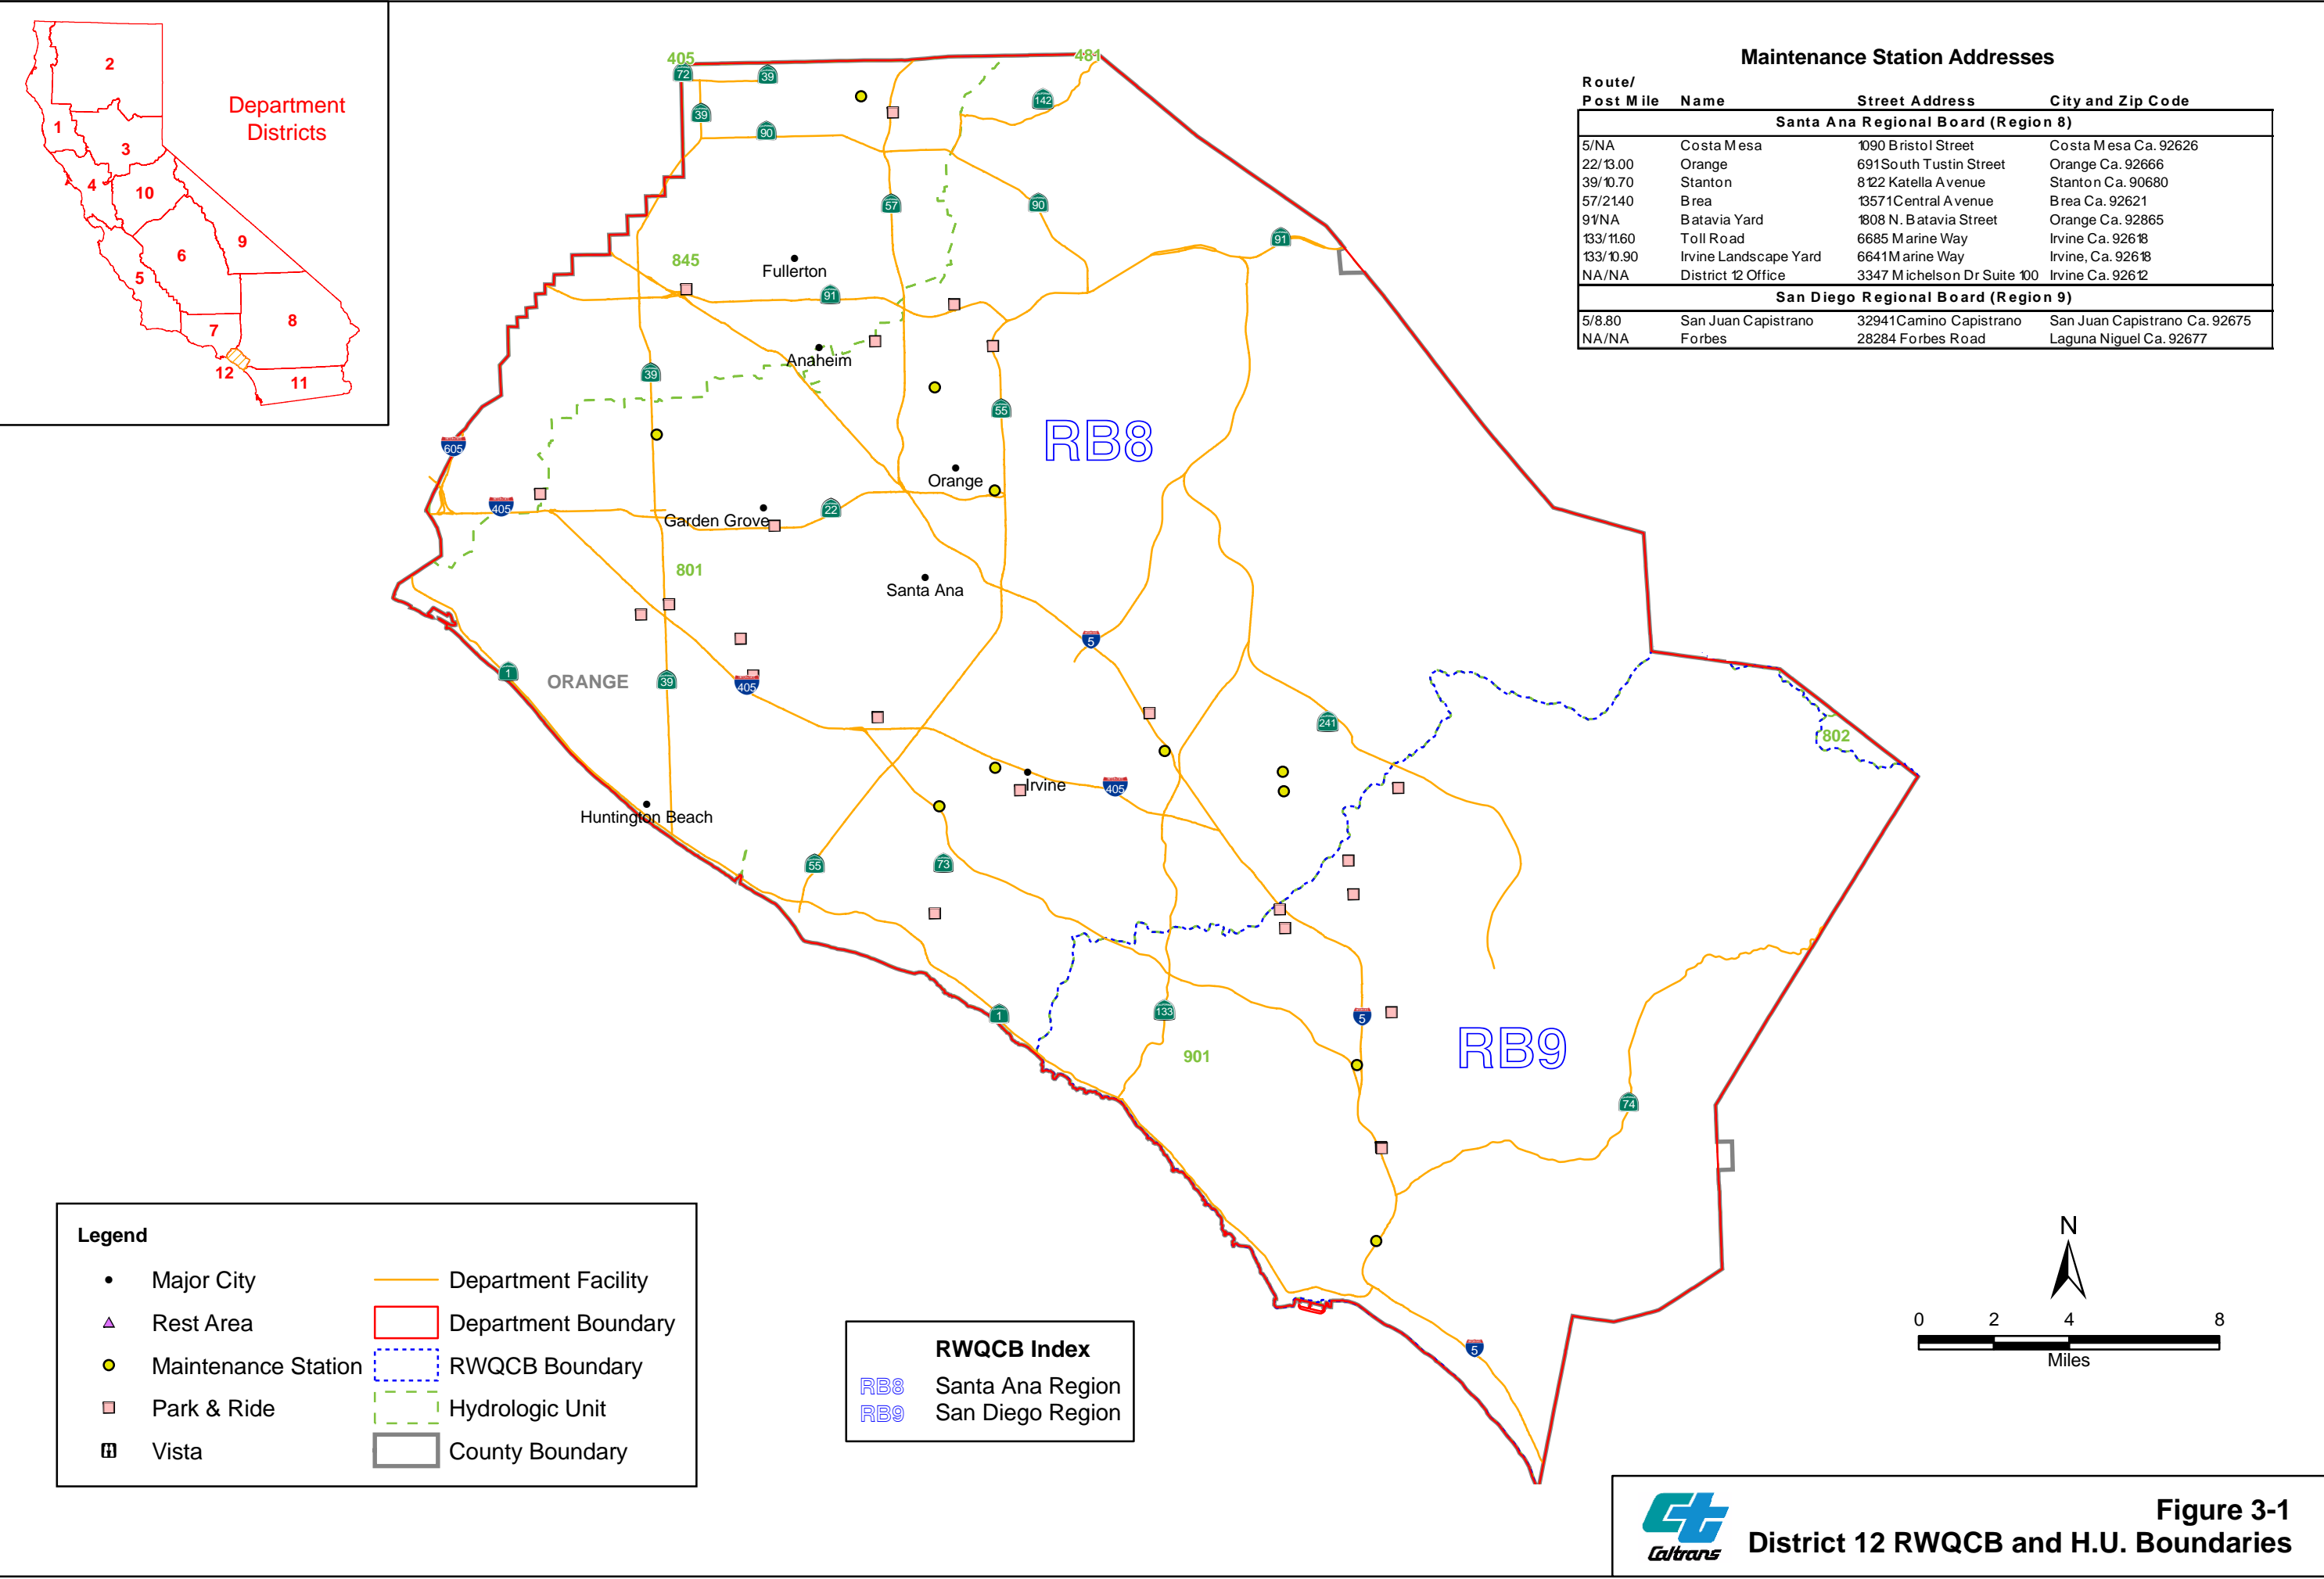 Department
Districts
2
1
3
4
10
9
6
5
8
7
12
11
Maintenance Station Addresses
Route/
Post Mile Name Street Address City and Zip Code
Santa Ana Regional Board (Region 8)
5/NA Costa Mesa 1090 Bristol Street Costa Mesa Ca. 92626
22/13.00 Orange 691 South Tustin Street Orange Ca. 92666
39/10.70 Stanton 8122 Katella Avenue Stanton Ca. 90680
57/21.40 Brea 13571 Central Avenue Brea Ca. 92621
91/NA Batavia Yard 1808 N. Batavia Street Orange Ca. 92865
133/11.60 Toll Road 6685 Marine Way Irvine Ca. 92618
133/10.90 Irvine Landscape Yard 6641 Marine Way Irvine, Ca. 92618
NA/NA District 12 Office 3347 Michelson Dr Suite 100 Irvine Ca. 92612
San Diego Regional Board (Region 9)
5/8.80 San Juan Capistrano 32941 Camino Capistrano San Juan Capistrano Ca. 92675
NA/NA Forbes 28284 Forbes Road Laguna Niguel Ca. 92677
405
481
72
39
39
142
90
57
90
91
845
Fullerton
91
Anaheim
39
55
RB8
605
405
Orange
22
Garden Grove
801
Santa Ana
5
1
ORANGE
39
405
241
802
Irvine
405
Huntington Beach
55
73
1
133
5
901
RB9
74
5
Legend
Major City
Rest Area
Maintenance Station
Park & Ride
Vista
Department Facility
Department Boundary
RWQCB Boundary
Hydrologic Unit
County Boundary
RWQCB Index
RB8 Santa Ana Region
RB9 San Diego Region
N
0 2 4 8
Miles
Caltrans
Figure 3-1
District 12 RWQCB and H.U. Boundaries